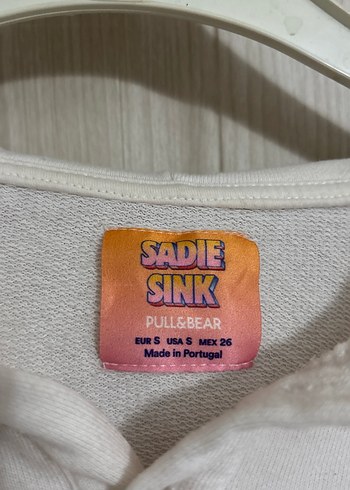 SADIE
SINK
PULL&BEAR
EUR S USA S MEX 26
Made in Portugal